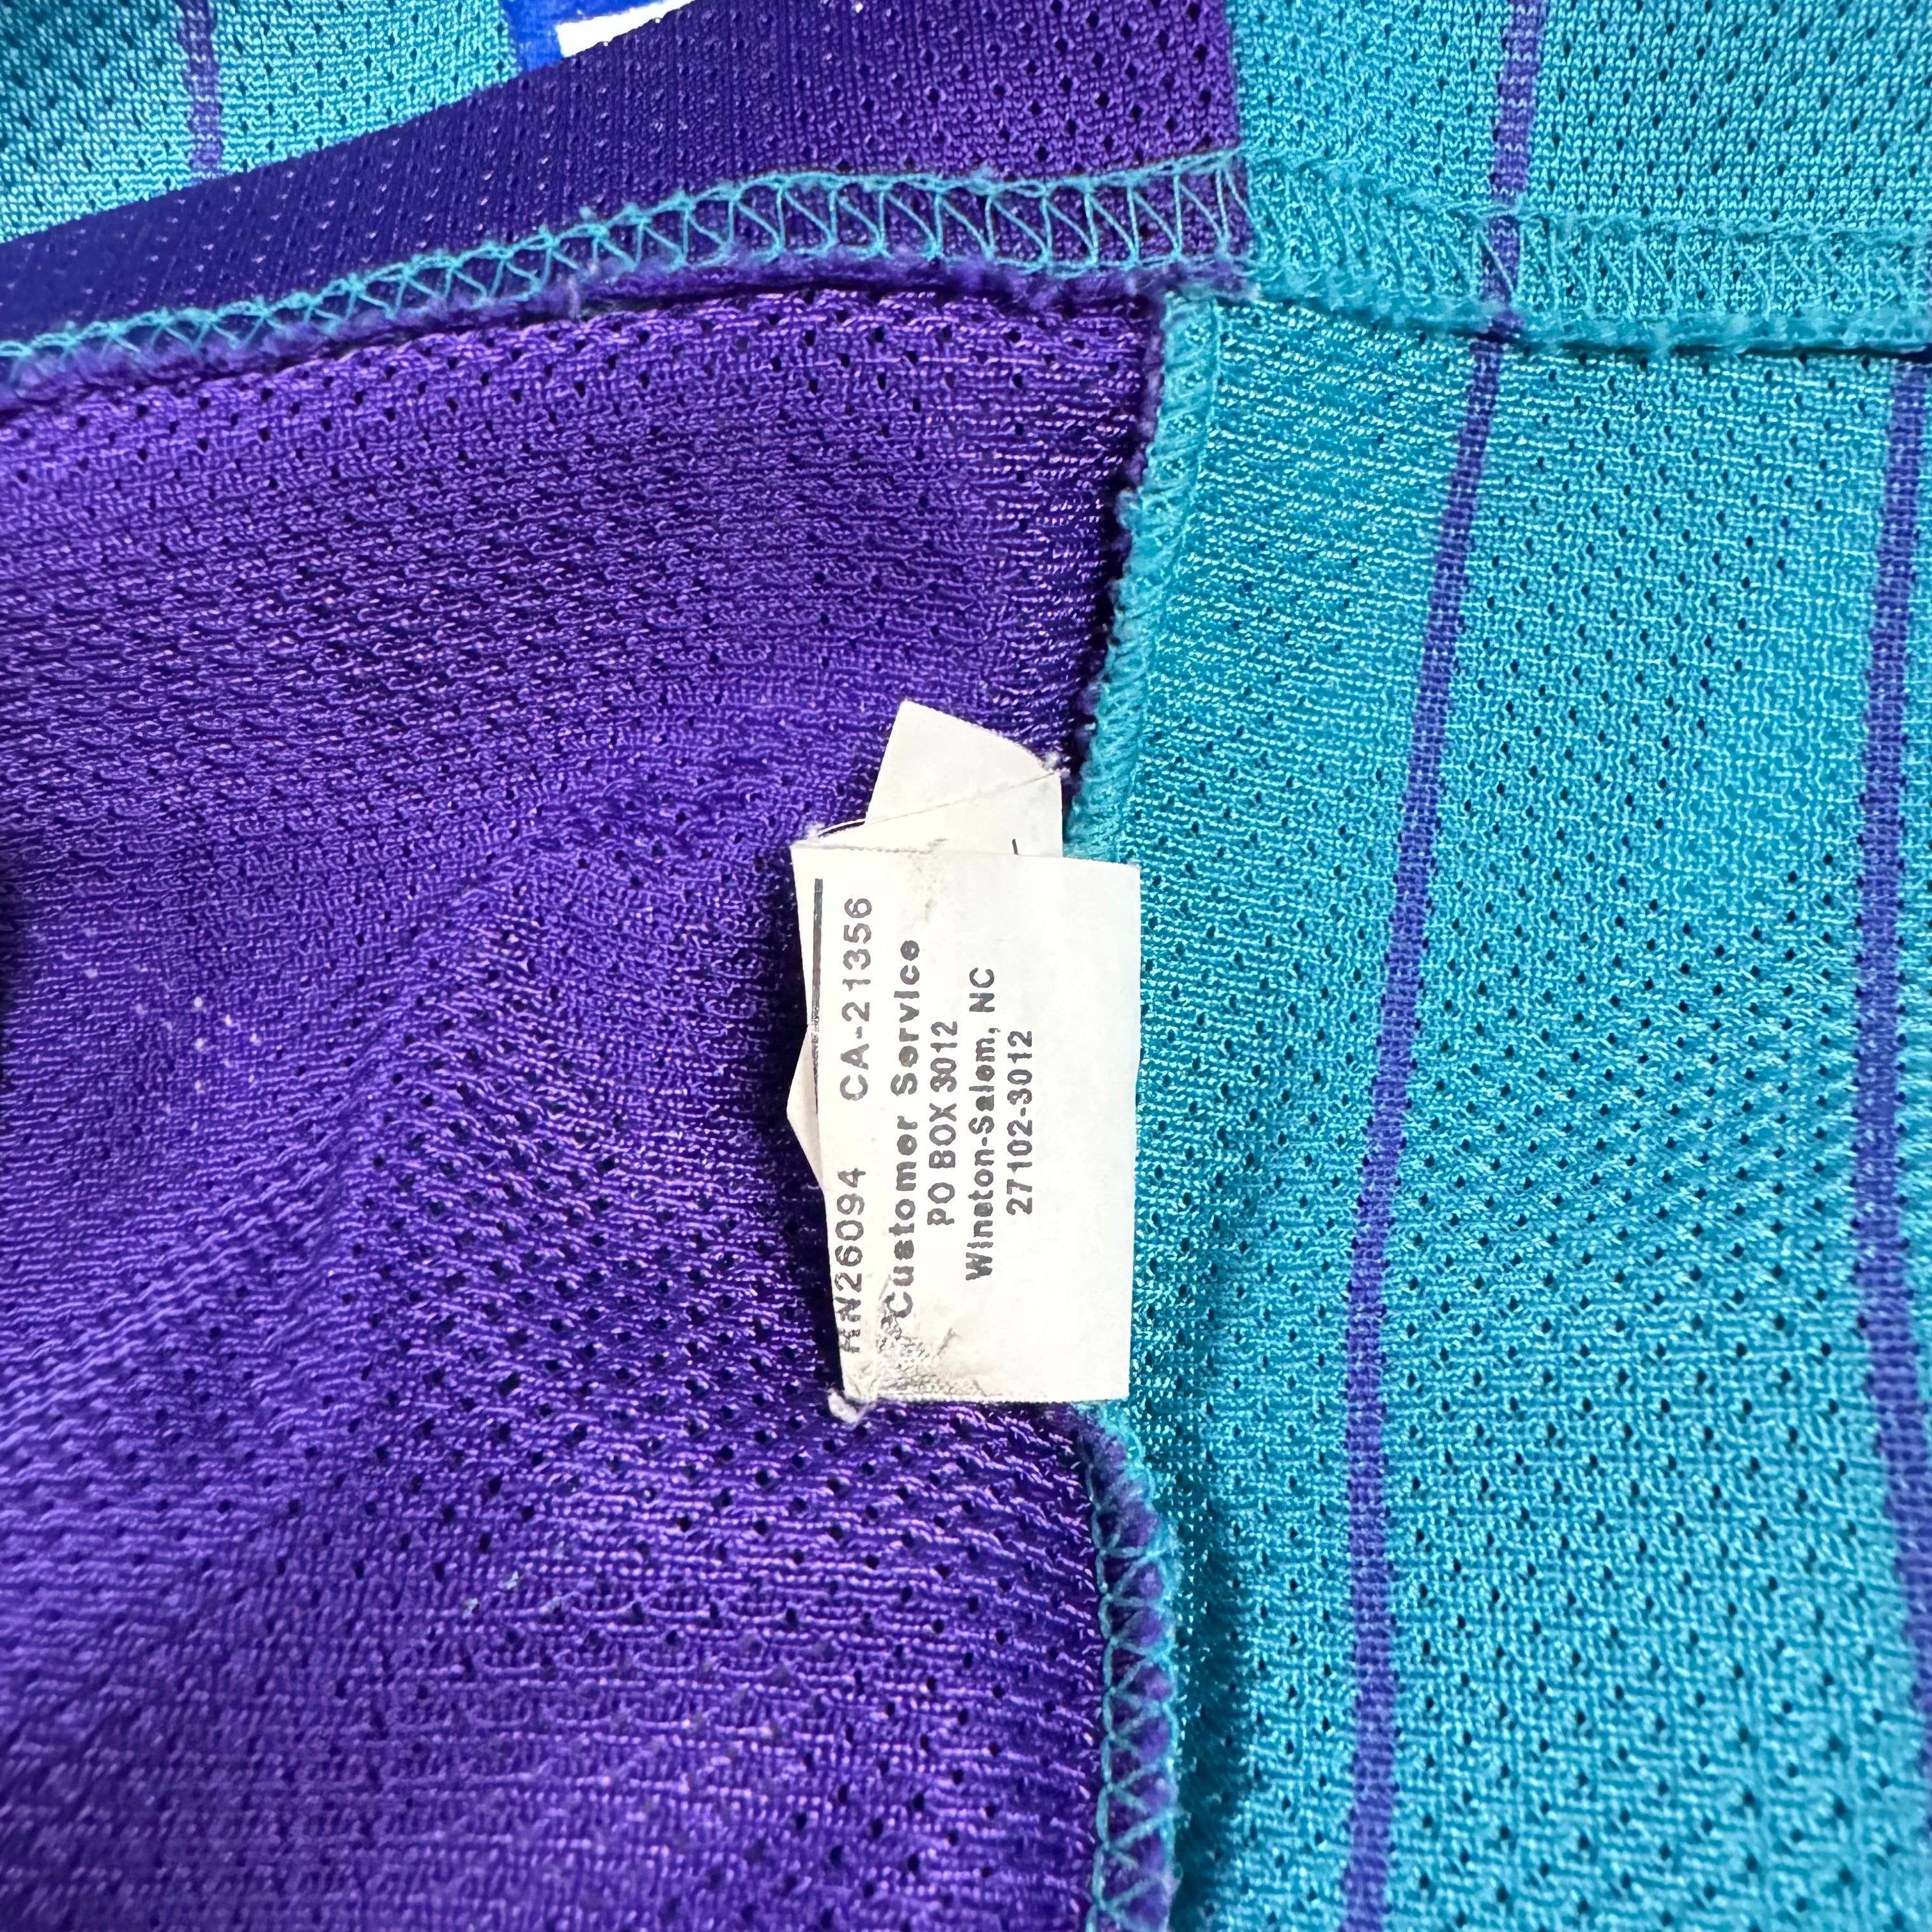 RN26094 CA-21356
Customer Service
PO BOX 3012
Winston-Salem, NC
27102-3012